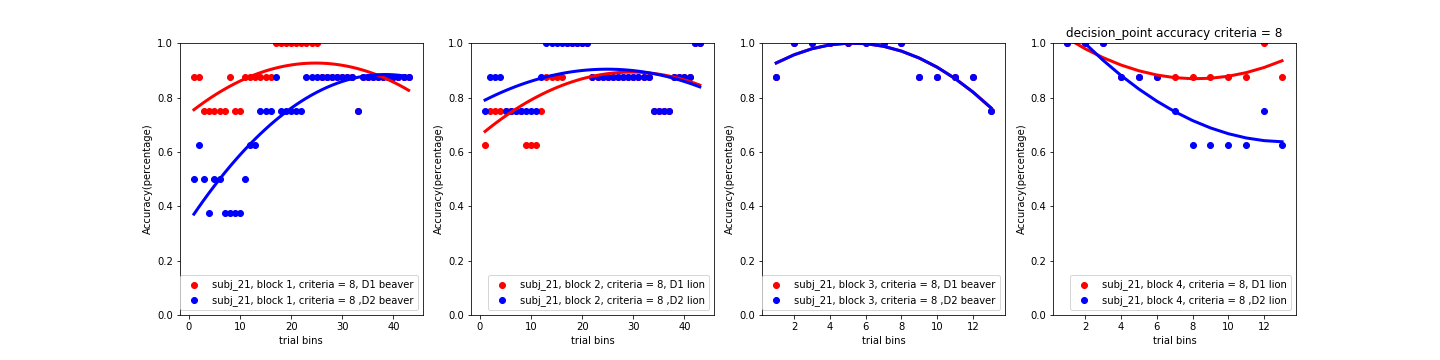 decision_point accuracy criteria = 8
1.0
0.8
0.6
0.4
0.2
0.0
Accuracy(percentage)
0 10 20 30 40
trial bins
subj_21, block 1, criteria = 8, D1 beaver
subj_21, block 1, criteria = 8 ,D2 beaver
1.0
0.8
0.6
0.4
0.2
0.0
Accuracy(percentage)
0 10 20 30 40
trial bins
subj_21, block 2, criteria = 8, D1 lion
subj_21, block 2, criteria = 8 ,D2 lion
1.0
0.8
0.6
0.4
0.2
0.0
Accuracy(percentage)
2 4 6 8 10 12
trial bins
subj_21, block 3, criteria = 8, D1 beaver
subj_21, block 3, criteria = 8 ,D2 beaver
1.0
0.8
0.6
0.4
0.2
0.0
Accuracy(percentage)
2 4 6 8 10 12
trial bins
subj_21, block 4, criteria = 8, D1 lion
subj_21, block 4, criteria = 8 ,D2 lion